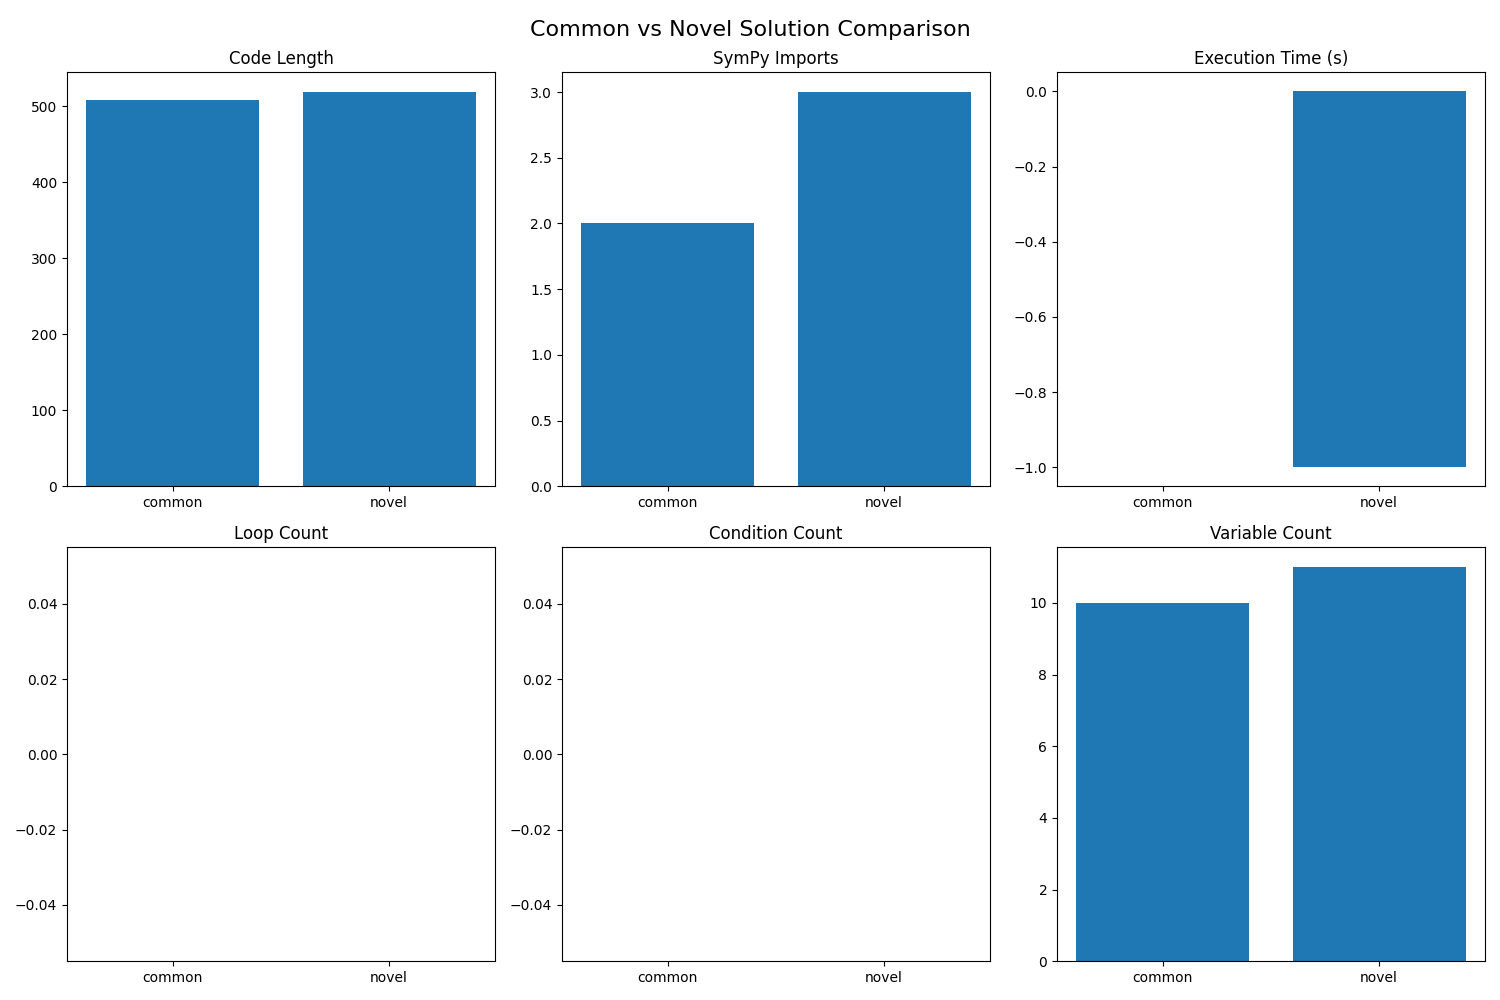 Common vs Novel Solution Comparison
Code Length
500
400
300
200
100
0
common novel
SymPy Imports
3.0
2.5
2.0
1.5
1.0
0.5
0.0
common novel
Execution Time (s)
0.0
−0.2
−0.4
−0.6
−0.8
−1.0
common novel
Loop Count
0.04
0.02
0.00
−0.02
−0.04
common novel
Condition Count
0.04
0.02
0.00
−0.02
−0.04
common novel
Variable Count
10
8
6
4
2
0
common novel